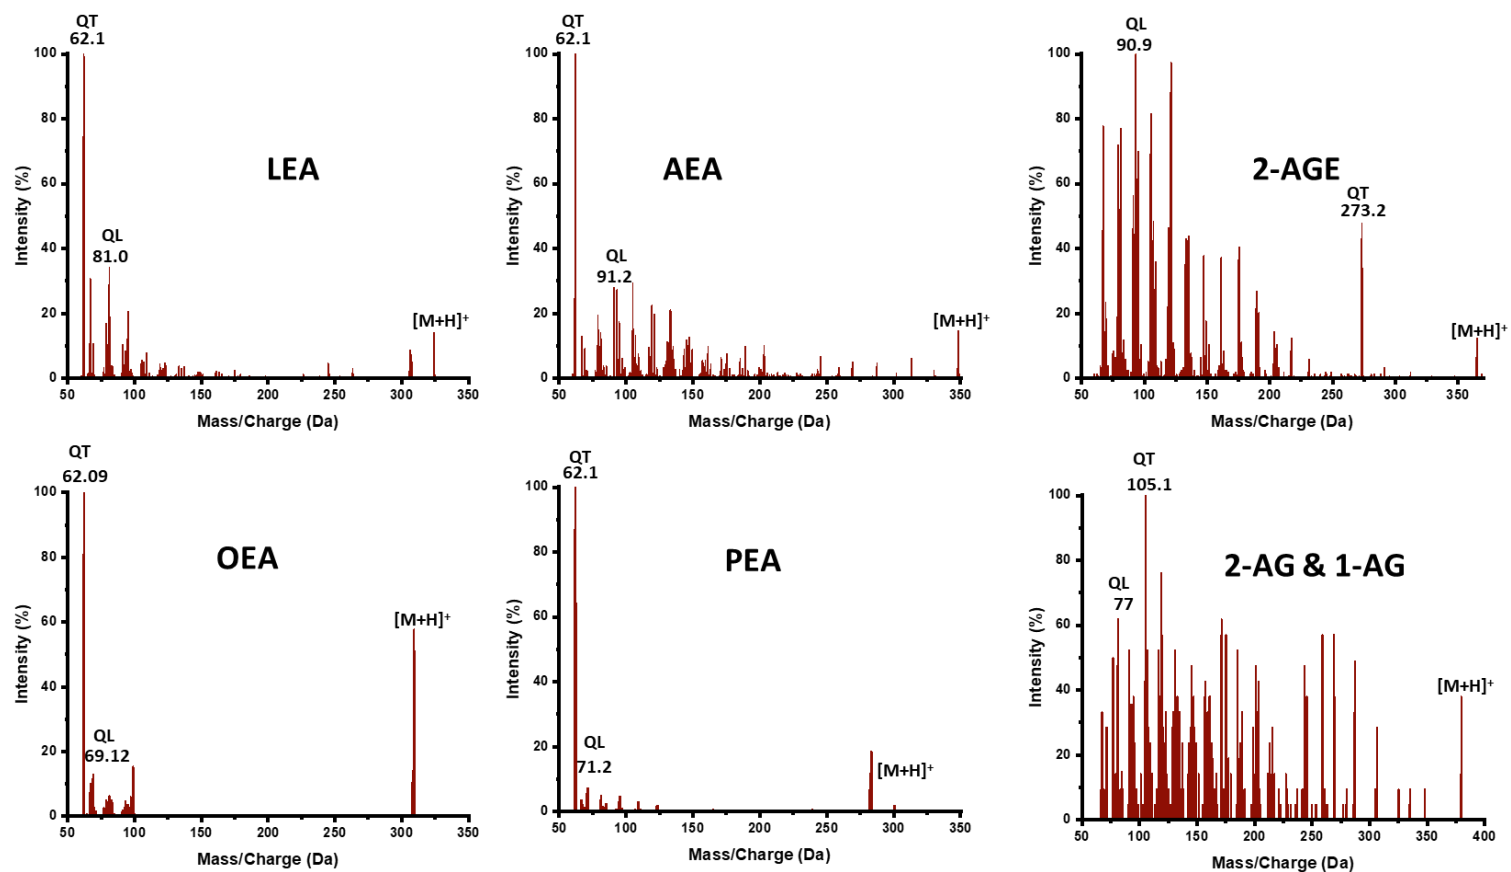 QT
62.1
100
80
60
40
20
0
Intensity (%)
LEA
QL
81.0
[M+H]+
50
100
150
200
250
300
350
Mass/Charge (Da)
QT
62.1
100
80
60
40
20
0
Intensity (%)
AEA
QL
91.2
[M+H]+
50
100
150
200
250
300
350
Mass/Charge (Da)
QL
90.9
100
80
60
40
20
0
Intensity (%)
2-AGE
QT
273.2
[M+H]+
50
100
150
200
250
300
350
Mass/Charge (Da)
QT
62.09
100
80
60
40
20
0
Intensity (%)
OEA
QL
69.12
[M+H]+
50
100
150
200
250
300
350
Mass/Charge (Da)
QT
62.1
100
80
60
40
20
0
Intensity (%)
PEA
QL
71.2
[M+H]+
50
100
150
200
250
300
350
Mass/Charge (Da)
QT
105.1
100
80
60
40
20
0
Intensity (%)
2-AG & 1-AG
QL
77
[M+H]+
50
100
150
200
250
300
350
400
Mass/Charge (Da)